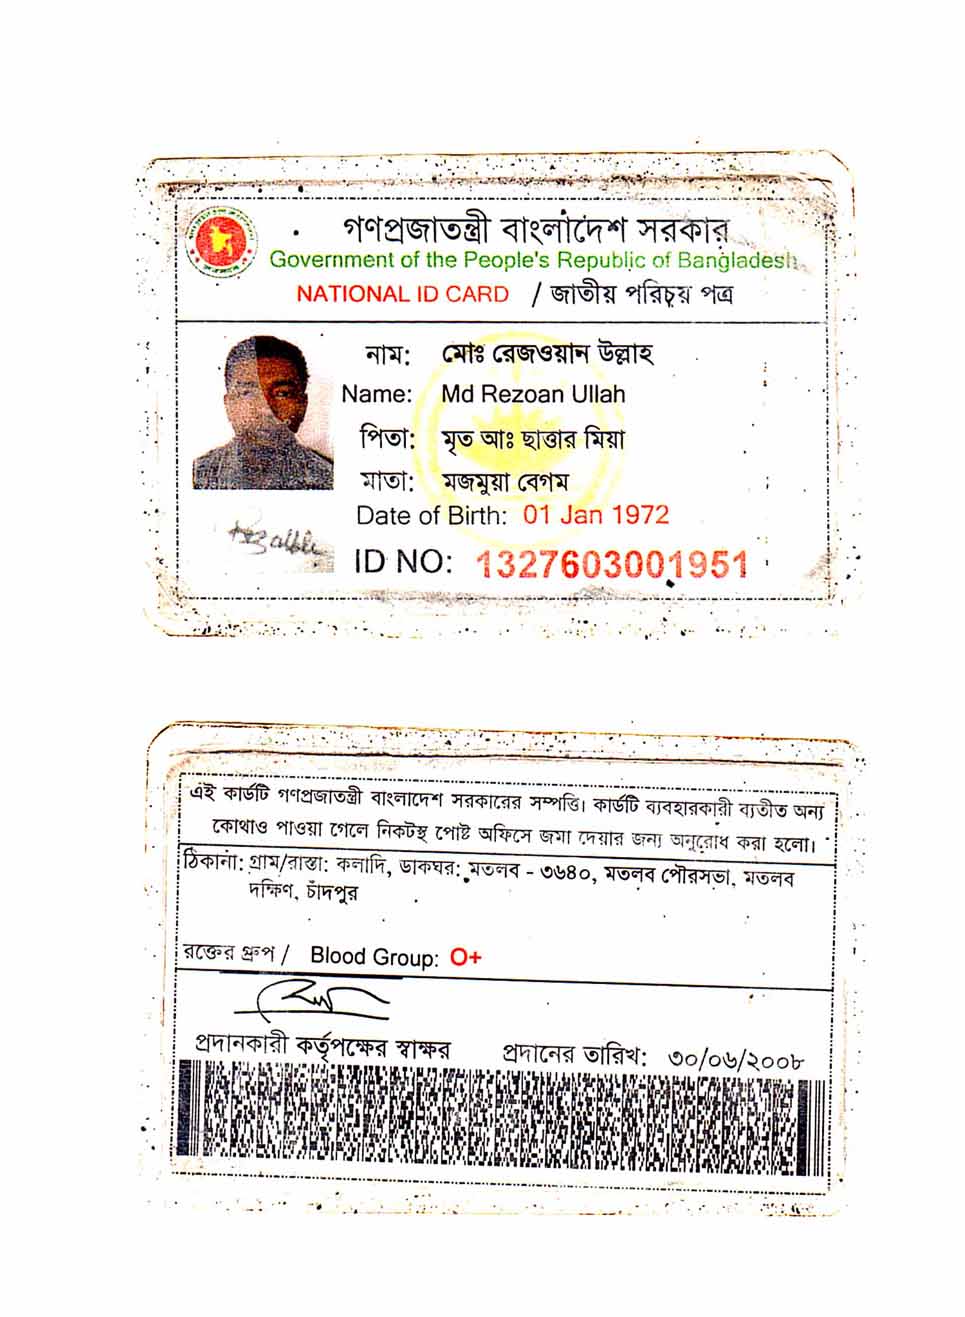 গণপ্রজাতন্ত্রী বাংলাদেশ সরকার
Government of the People's Republic of Bangladesh
NATIONAL ID CARD / জাতীয় পরিচয় পত্র
নাম: মোঃ রেজওয়ান উল্লাহ
Name: Md Rezoan Ullah
পিতা: মৃত আঃ ছাত্তার মিয়া
মাতা: মজমুয়া বেগম
Date of Birth: 01 Jan 1972
ID NO: 1327603001951
এই কার্ডটি গণপ্রজাতন্ত্রী বাংলাদেশ সরকারের সম্পত্তি। কার্ডটি ব্যবহারকারী ব্যতীত অন্য
কোথাও পাওয়া গেলে নিকটস্থ পোষ্ট অফিসে জমা দেয়ার জন্য অনুরোধ করা হলো।
ঠিকানা: গ্রাম/রাস্তা: কলাদি, ডাকঘর: মতলব - ৩৬৪০, মতলব পৌরসভা, মতলব
দক্ষিণ, চাঁদপুর
রক্তের গ্রুপ / Blood Group: O+
প্রদানকারী কর্তৃপক্ষের স্বাক্ষর প্রদানের তারিখ: ৩০/০৬/২০০৮